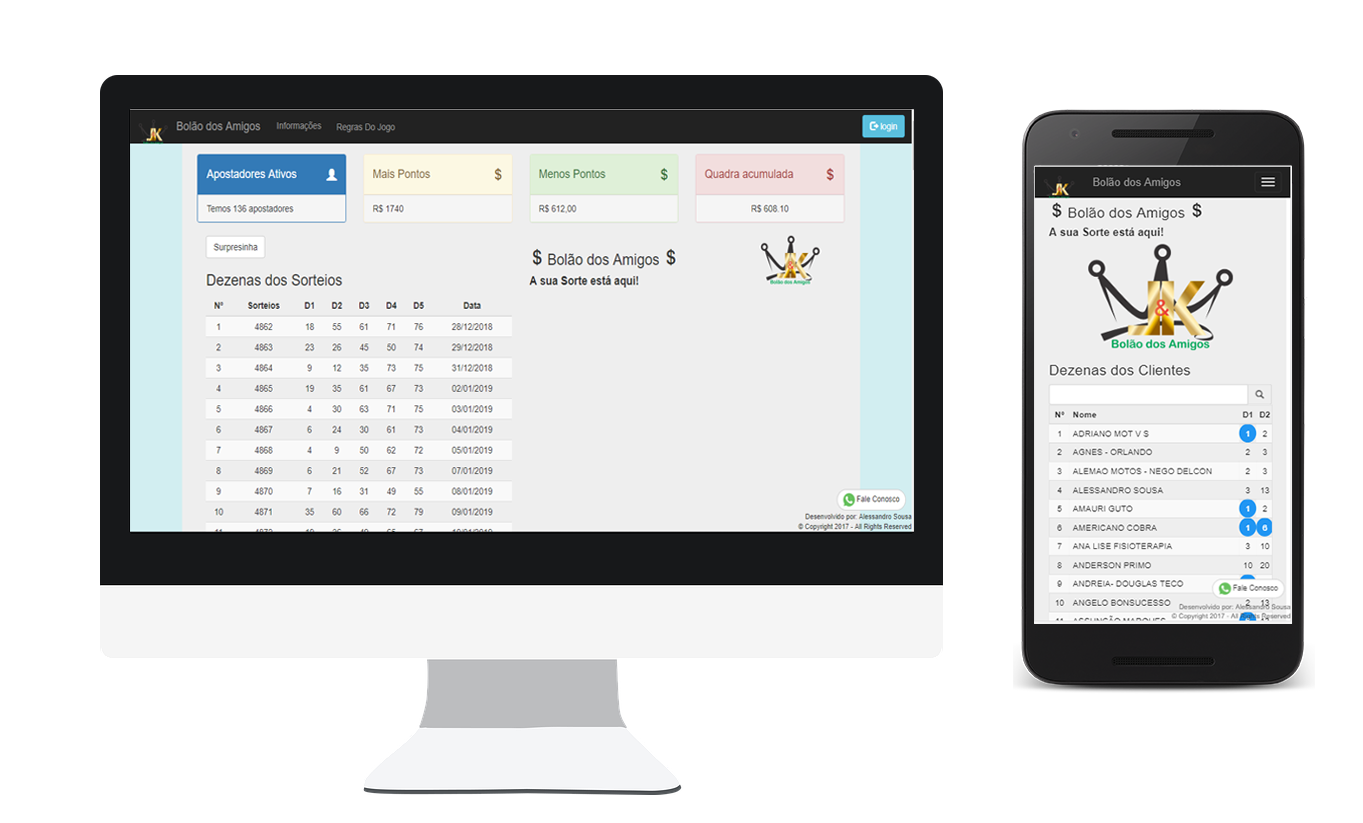 JK Bolão dos Amigos Informações Regras Do Jogo login
Apostadores Ativos Mais Pontos $ Menos Pontos $ Quadra acumulada $
Temos 136 apostadores R$ 1740 R$ 612,00 R$ 608.10
Surpresinha
$ Bolão dos Amigos $
A sua Sorte está aqui!
J&K
Bolão dos Amigos
Dezenas dos Sorteios
Nº Sorteios D1 D2 D3 D4 D5 Data
1 4862 18 55 61 71 76 28/12/2018
2 4863 23 26 45 50 74 29/12/2018
3 4864 9 12 35 73 75 31/12/2018
4 4865 19 35 61 67 73 02/01/2019
5 4866 4 30 63 71 75 03/01/2019
6 4867 6 24 30 61 73 04/01/2019
7 4868 4 9 50 62 72 05/01/2019
8 4869 6 21 52 67 73 07/01/2019
9 4870 7 16 31 49 55 08/01/2019
10 4871 35 60 66 72 79 09/01/2019
Fale Conosco
Desenvolvido por: Alessandro Sousa
© Copyright 2017 - All Rights Reserved
JK Bolão dos Amigos
$ Bolão dos Amigos $
A sua Sorte está aqui!
J&K
Bolão dos Amigos
Dezenas dos Clientes
Nº Nome D1 D2
1 ADRIANO MOT V S 1 2
2 AGNES - ORLANDO 2 3
3 ALEMAO MOTOS - NEGO DELCON 2 3
4 ALESSANDRO SOUSA 3 13
5 AMAURI GUTO 1 2
6 AMERICANO COBRA 1 6
7 ANA LISE FISIOTERAPIA 3 10
8 ANDERSON PRIMO 10 20
9 ANDREIA- DOUGLAS TECO
Fale Conosco
10 ANGELO BONSUCESSO 2 13
Desenvolvido por: Alessandro Sousa
© Copyright 2017 - All Rights Reserved
11 ASSUNÇÃO MARQUES